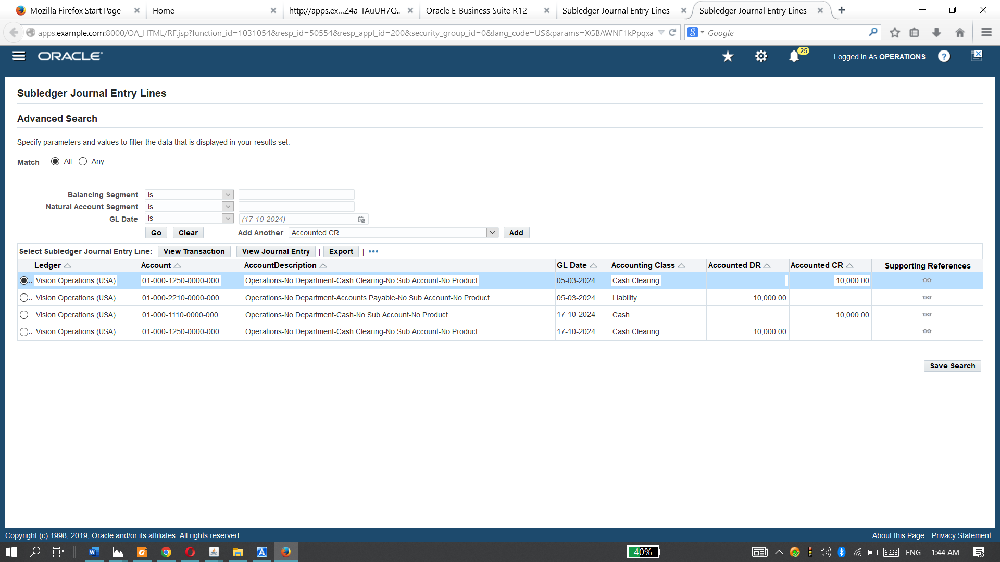 Mozilla Firefox Start Page
Home
http://apps.ex...Z4a-TAuUH7Q..
Oracle E-Business Suite R12
Subledger Journal Entry Lines
Subledger Journal Entry Lines
apps.example.com:8000/OA_HTML/RF.jsp?function_id=1031054&resp_id=50554&resp_appl_id=200&security_group_id=0&lang_code=US&params=XGBAWNF1kPpqxa
8 Google
ORACLE
25
Logged In As OPERATIONS
?
Subledger Journal Entry Lines
Advanced Search
Specify parameters and values to filter the data that is displayed in your results set.
Match All Any
Balancing Segment is
Natural Account Segment is
GL Date is (17-10-2024)
Go Clear Add Another Accounted CR Add
Select Subledger Journal Entry Line: View Transaction View Journal Entry | Export | •••
Ledger Account AccountDescription GL Date Accounting Class Accounted DR Accounted CR Supporting References
Vision Operations (USA) 01-000-1250-0000-000 Operations-No Department-Cash Clearing-No Sub Account-No Product 05-03-2024 Cash Clearing 10,000.00
Vision Operations (USA) 01-000-2210-0000-000 Operations-No Department-Accounts Payable-No Sub Account-No Product 05-03-2024 Liability 10,000.00
Vision Operations (USA) 01-000-1110-0000-000 Operations-No Department-Cash-No Sub Account-No Product 17-10-2024 Cash 10,000.00
Vision Operations (USA) 01-000-1250-0000-000 Operations-No Department-Cash Clearing-No Sub Account-No Product 17-10-2024 Cash Clearing 10,000.00
Save Search
Copyright (c) 1998, 2019, Oracle and/or its affiliates. All rights reserved.
About this Page Privacy Statement
40%
ENG 1:44 AM